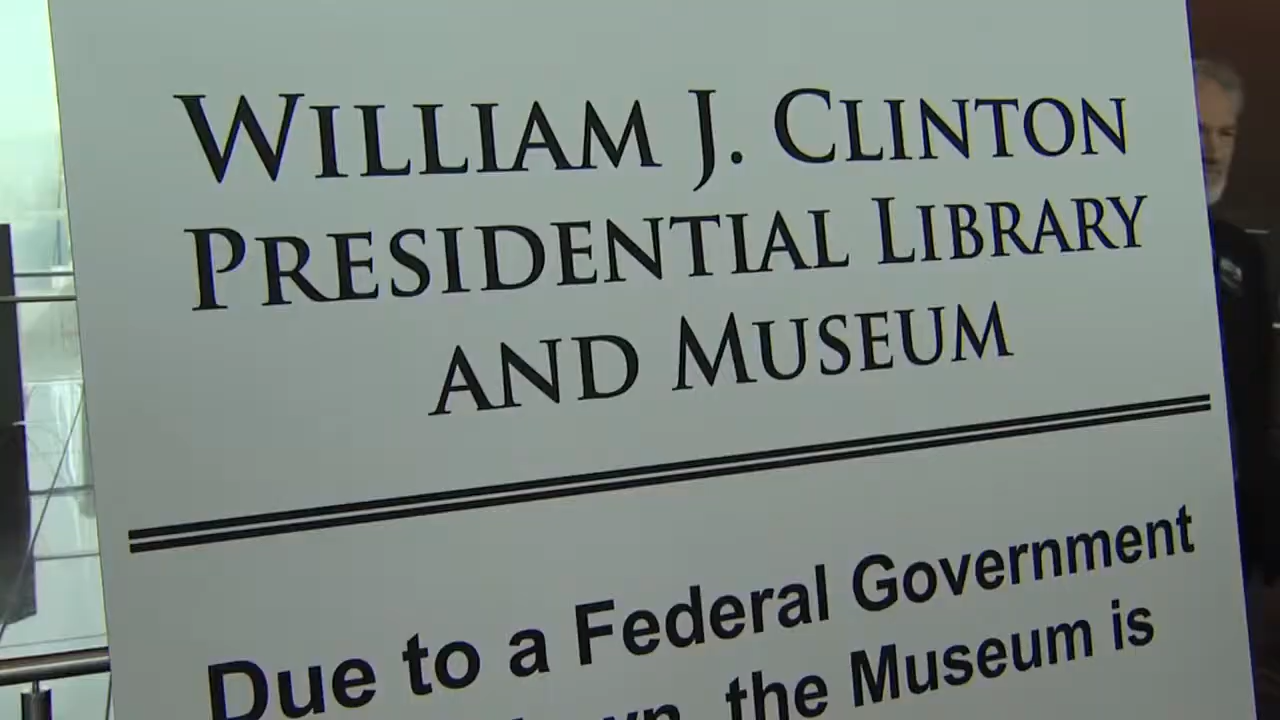 WILLIAM J. CLINTON
PRESIDENTIAL LIBRARY
AND MUSEUM
Due to a Federal Government
the Museum is